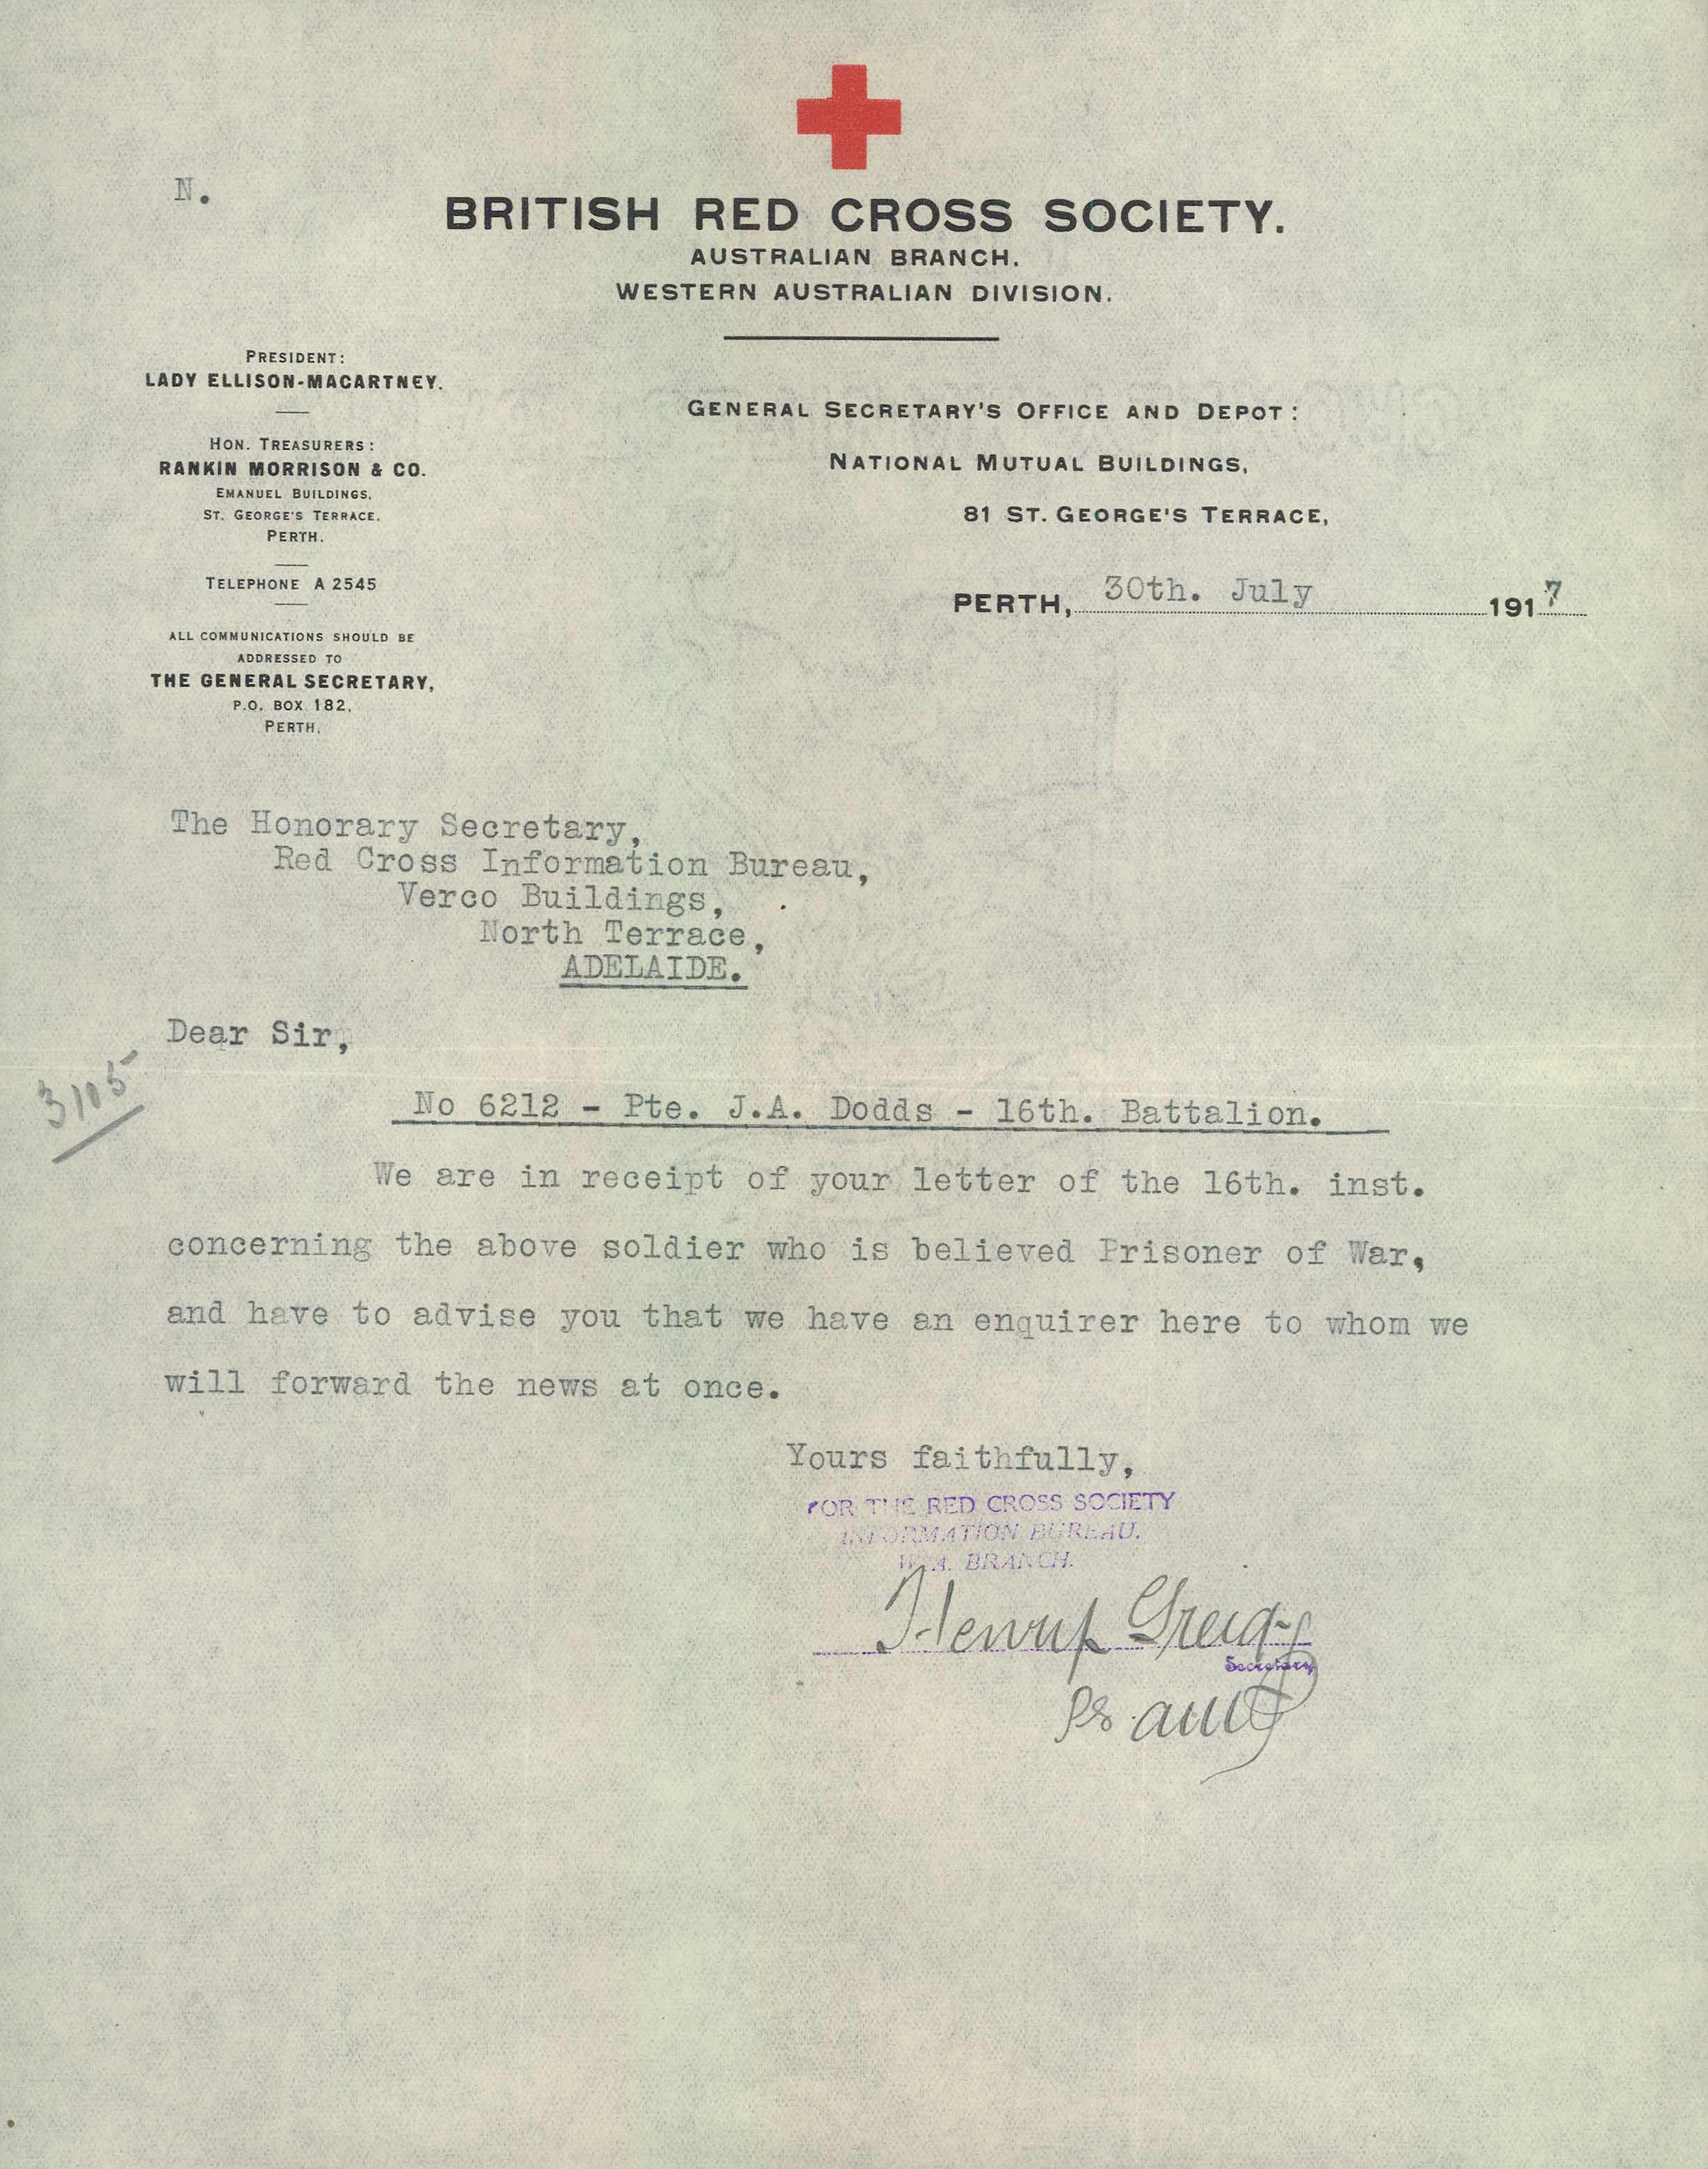 N.
BRITISH RED CROSS SOCIETY.
AUSTRALIAN BRANCH.
WESTERN AUSTRALIAN DIVISION.
PRESIDENT:
LADY ELLISON-MACARTNEY.
HON. TREASURERS:
RANKIN MORRISON & CO.
EMANUEL BUILDINGS,
ST. GEORGE'S TERRACE,
PERTH.
TELEPHONE A 2545
ALL COMMUNICATIONS SHOULD BE
ADDRESSED TO
THE GENERAL SECRETARY,
P.O. BOX 182,
PERTH.
GENERAL SECRETARY'S OFFICE AND DEPOT:
NATIONAL MUTUAL BUILDINGS,
81 ST. GEORGE'S TERRACE,
PERTH, 30th. July 1917
The Honorary Secretary,
Red Cross Information Bureau,
Verco Buildings,
North Terrace,
ADELAIDE.
Dear Sir,
3105
No 6212 - Pte. J.A. Dodds - 16th. Battalion.
We are in receipt of your letter of the 16th. inst.
concerning the above soldier who is believed Prisoner of War,
and have to advise you that we have an enquirer here to whom we
will forward the news at once.
Yours faithfully,
FOR THE RED CROSS SOCIETY
INFORMATION BUREAU.
W.A. BRANCH.
Henry Greig
Secretary